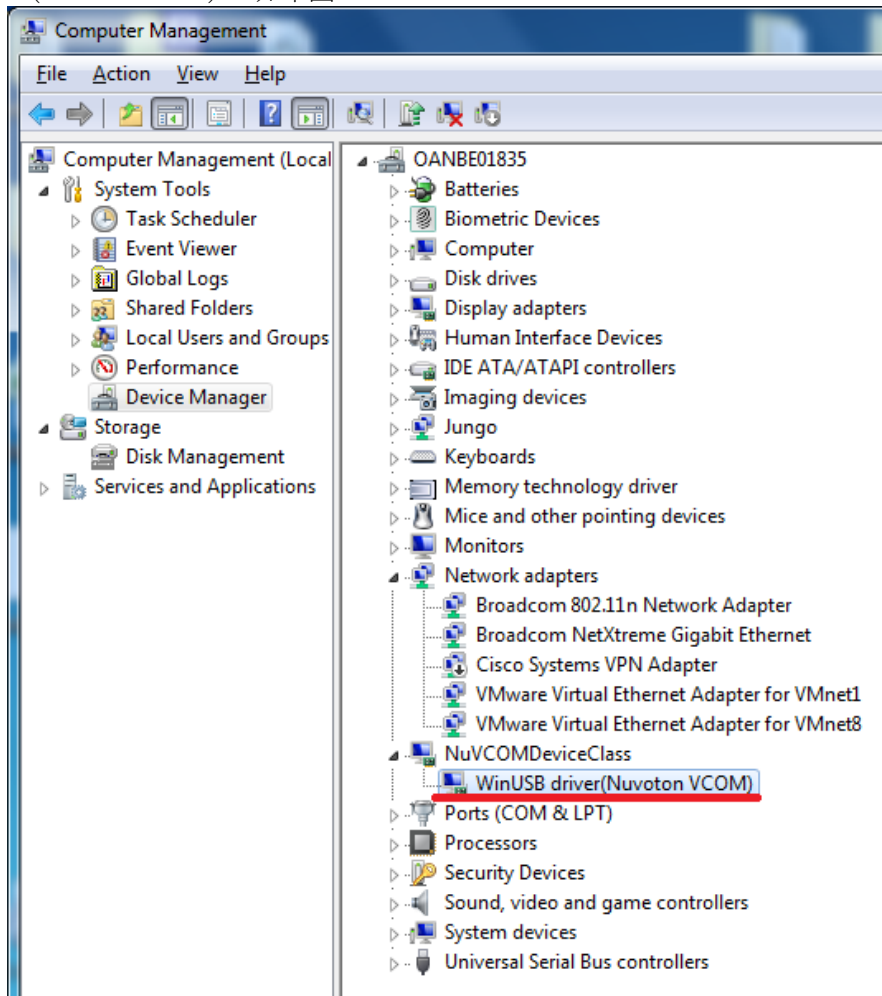 Computer Management
File Action View Help
Computer Management (Local
System Tools
Task Scheduler
Event Viewer
Global Logs
Shared Folders
Local Users and Groups
Performance
Device Manager
Storage
Disk Management
Services and Applications
OANBE01835
Batteries
Biometric Devices
Computer
Disk drives
Display adapters
Human Interface Devices
IDE ATA/ATAPI controllers
Imaging devices
Jungo
Keyboards
Memory technology driver
Mice and other pointing devices
Monitors
Network adapters
Broadcom 802.11n Network Adapter
Broadcom NetXtreme Gigabit Ethernet
Cisco Systems VPN Adapter
VMware Virtual Ethernet Adapter for VMnet1
VMware Virtual Ethernet Adapter for VMnet8
NuVCOMDeviceClass
WinUSB driver(Nuvoton VCOM)
Ports (COM & LPT)
Processors
Security Devices
Sound, video and game controllers
System devices
Universal Serial Bus controllers